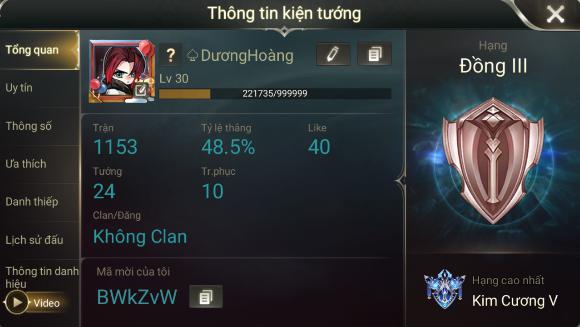 Thông tin kiện tướng
Tổng quan
Uy tín
Thông số
Ưa thích
Danh thiếp
Lịch sử đấu
Thông tin danh
hiệu
Video
? ♤DươngHoàng
Lv 30
221735/999999
Trận Tỷ lệ thắng Like
1153 48.5% 40
Tướng Tr.phục
24 10
Clan/Đăng
Không Clan
Mã mời của tôi
BWkZvW
Hạng
Đồng III
Hạng cao nhất
Kim Cương V